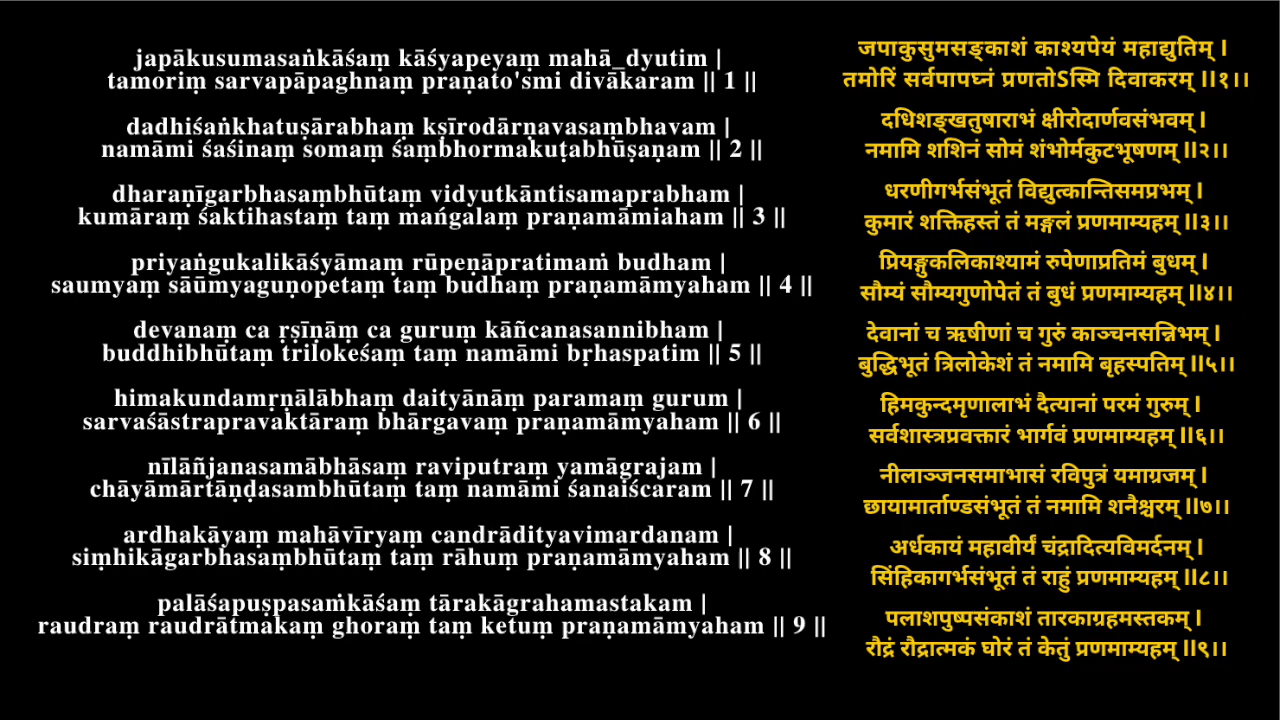 japākusumasaṅkāśaṃ kāśyapeyaṃ mahā_dyutim |
tamoriṃ sarvapāpaghnaṃ praṇato'smi divākaram || 1 ||
dadhiśaṅkhatuṣārabhaṃ kṣīrodārṇavasaṃbhavam |
namāmi śaśinaṃ somaṃ śaṃbhormakuṭabhūṣaṇam || 2 ||
dharaṇīgarbhasaṃbhūtaṃ vidyutkāntisamaprabham |
kumāraṃ śaktihastaṃ taṃ mańgalaṃ praṇamāmiaham || 3 ||
priyaṅgukalikāśyāmaṃ rūpeṇāpratimaṁ budham |
saumyaṃ sāūmyaguṇopetaṃ taṃ budhaṃ praṇamāmyaham || 4 ||
devanaṃ ca ṛṣīṇāṃ ca guruṃ kāñcanasannibham |
buddhibhūtaṃ trilokeśaṃ taṃ namāmi bṛhaspatim || 5 ||
himakundamṛṇālābhaṃ daityānāṃ paramaṃ gurum |
sarvaśāstrapravaktāraṃ bhārgavaṃ praṇamāmyaham || 6 ||
nīlāñjanasamābhāsaṃ raviputraṃ yamāgrajam |
chāyāmārtāṇḍasambhūtaṃ taṃ namāmi śanaiścaram || 7 ||
ardhakāyaṃ mahāvīryaṃ candrādityavimardanam |
siṃhikāgarbhasaṃbhūtaṃ taṃ rāhuṃ praṇamāmyaham || 8 ||
palāśapuṣpasaṁkāśaṃ tārakāgrahamastakam |
raudraṃ raudrātmakaṃ ghoraṃ taṃ ketuṃ praṇamāmyaham || 9 ||
जपाकुसुमसङ्काशं काश्यपेयं महाद्युतिम् |
तमोरिं सर्वपापघ्नं प्रणतोSस्मि दिवाकरम् ||१।।
दधिशङ्खतुषाराभं क्षीरोदार्णवसंभवम् |
नमामि शशिनं सोमं शंभोर्मकुटभूषणम् ||२।।
धरणीगर्भसंभूतं विद्युत्कान्तिसमप्रभम् |
कुमारं शक्तिहस्तं तं मङ्गलं प्रणमाम्यहम् ||३।।
प्रियङ्गुकलिकाश्यामं रुपेणाप्रतिमं बुधम् |
सौम्यं सौम्यगुणोपेतं तं बुधं प्रणमाम्यहम् ||४।।
देवानां च ऋषीणां च गुरुं काञ्चनसन्निभम् |
बुद्धिभूतं त्रिलोकेशं तं नमामि बृहस्पतिम् ||५।।
हिमकुन्दमृणालाभं दैत्यानां परमं गुरुम् |
सर्वशास्त्रप्रवक्तारं भार्गवं प्रणमाम्यहम् ||६।।
नीलाञ्जनसमाभासं रविपुत्रं यमाग्रजम् |
छायामार्ताण्डसंभूतं तं नमामि शनैश्चरम् ||७।।
अर्धकायं महावीर्यं चंद्रादित्यविमर्दनम् |
सिंहिकागर्भसंभूतं तं राहुं प्रणमाम्यहम् ||८।।
पलाशपुष्पसंकाशं तारकाग्रहमस्तकम् |
रौद्रं रौद्रात्मकं घोरं तं केतुं प्रणमाम्यहम् ||९।।